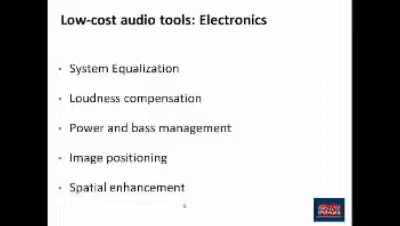 Low-cost audio tools: Electronics
• System Equalization
• Loudness compensation
• Power and bass management
• Image positioning
• Spatial enhancement